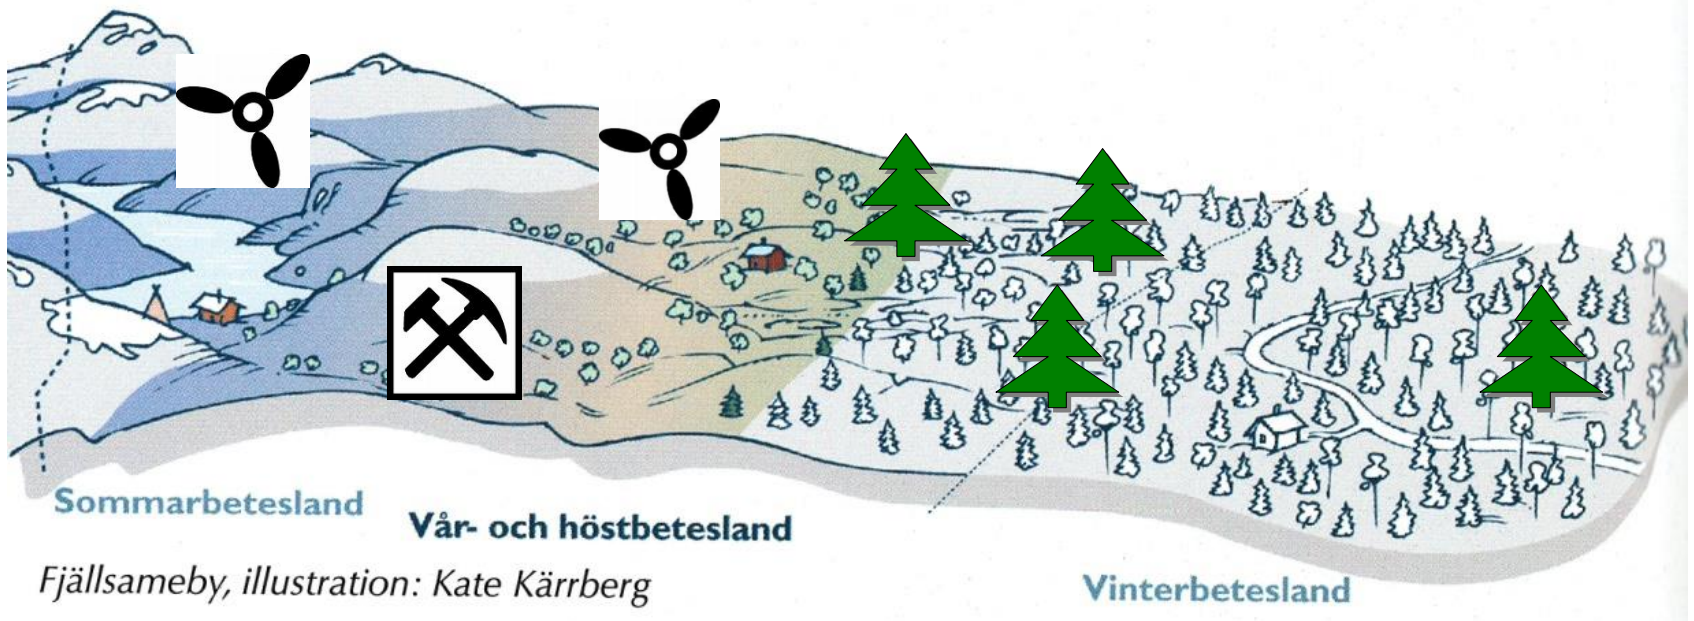 Sommarbetesland
Vår- och höstbetesland
Fjällsameby, illustration: Kate Kärrberg
Vinterbetesland